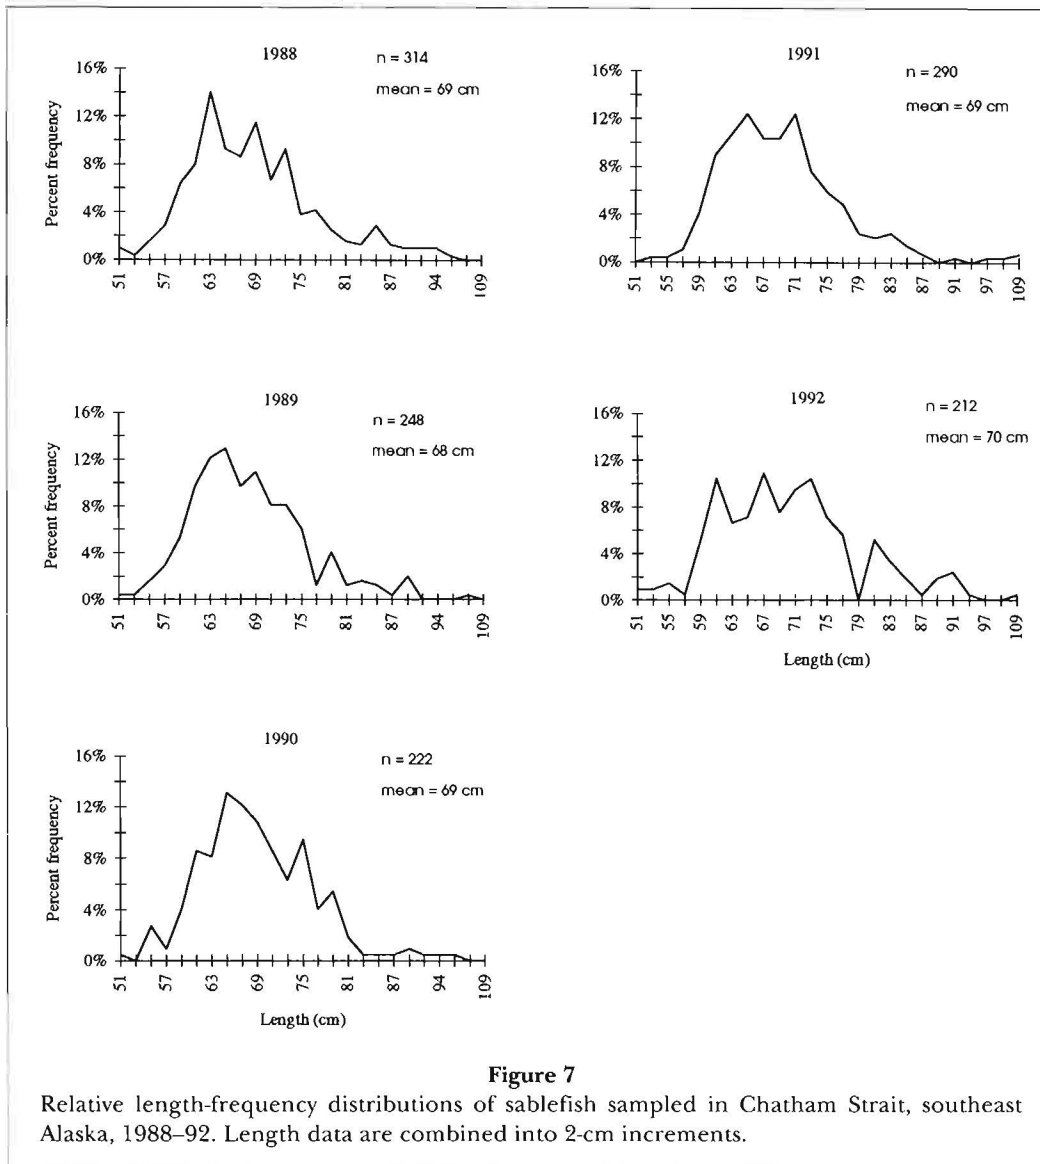 1988
n = 314
mean = 69 cm
Percent frequency
16%
12%
8%
4%
0%
51 57 63 69 75 81 87 94 109
1991
n = 290
mean = 69 cm
16%
12%
8%
4%
0%
51 55 59 63 67 71 75 79 83 87 91 97 109
1989
n = 248
mean = 68 cm
Percent frequency
16%
12%
8%
4%
0%
51 57 63 69 75 81 87 94 109
1992
n = 212
mean = 70 cm
16%
12%
8%
4%
0%
51 55 59 63 67 71 75 79 83 87 91 97 109
Length (cm)
1990
n = 222
mean = 69 cm
Percent frequency
16%
12%
8%
4%
0%
51 57 63 69 75 81 87 94 109
Length (cm)
Figure 7
Relative length-frequency distributions of sablefish sampled in Chatham Strait, southeast
Alaska, 1988–92. Length data are combined into 2-cm increments.